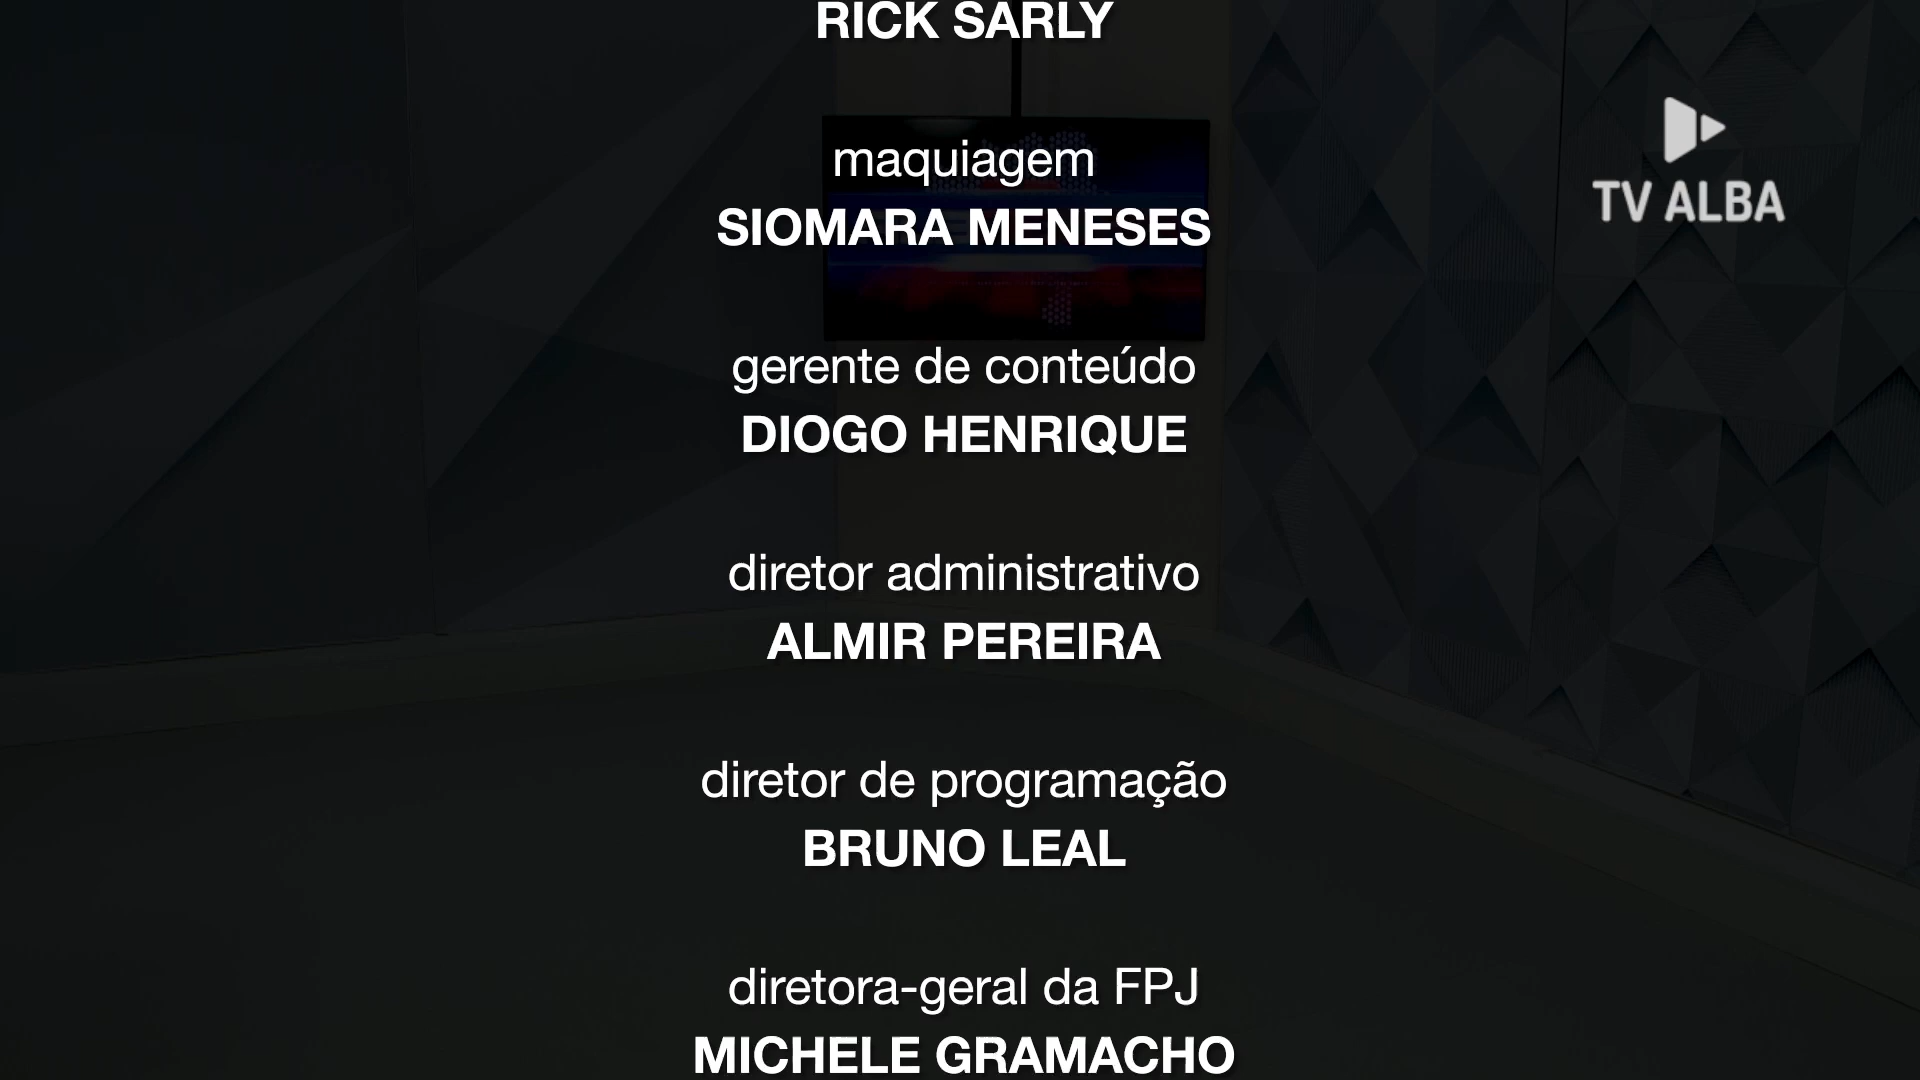 RICK SARLY
maquiagem
SIOMARA MENESES
TV ALBA
gerente de conteúdo
DIOGO HENRIQUE
diretor administrativo
ALMIR PEREIRA
diretor de programação
BRUNO LEAL
diretora-geral da FPJ
MICHELE GRAMACHO